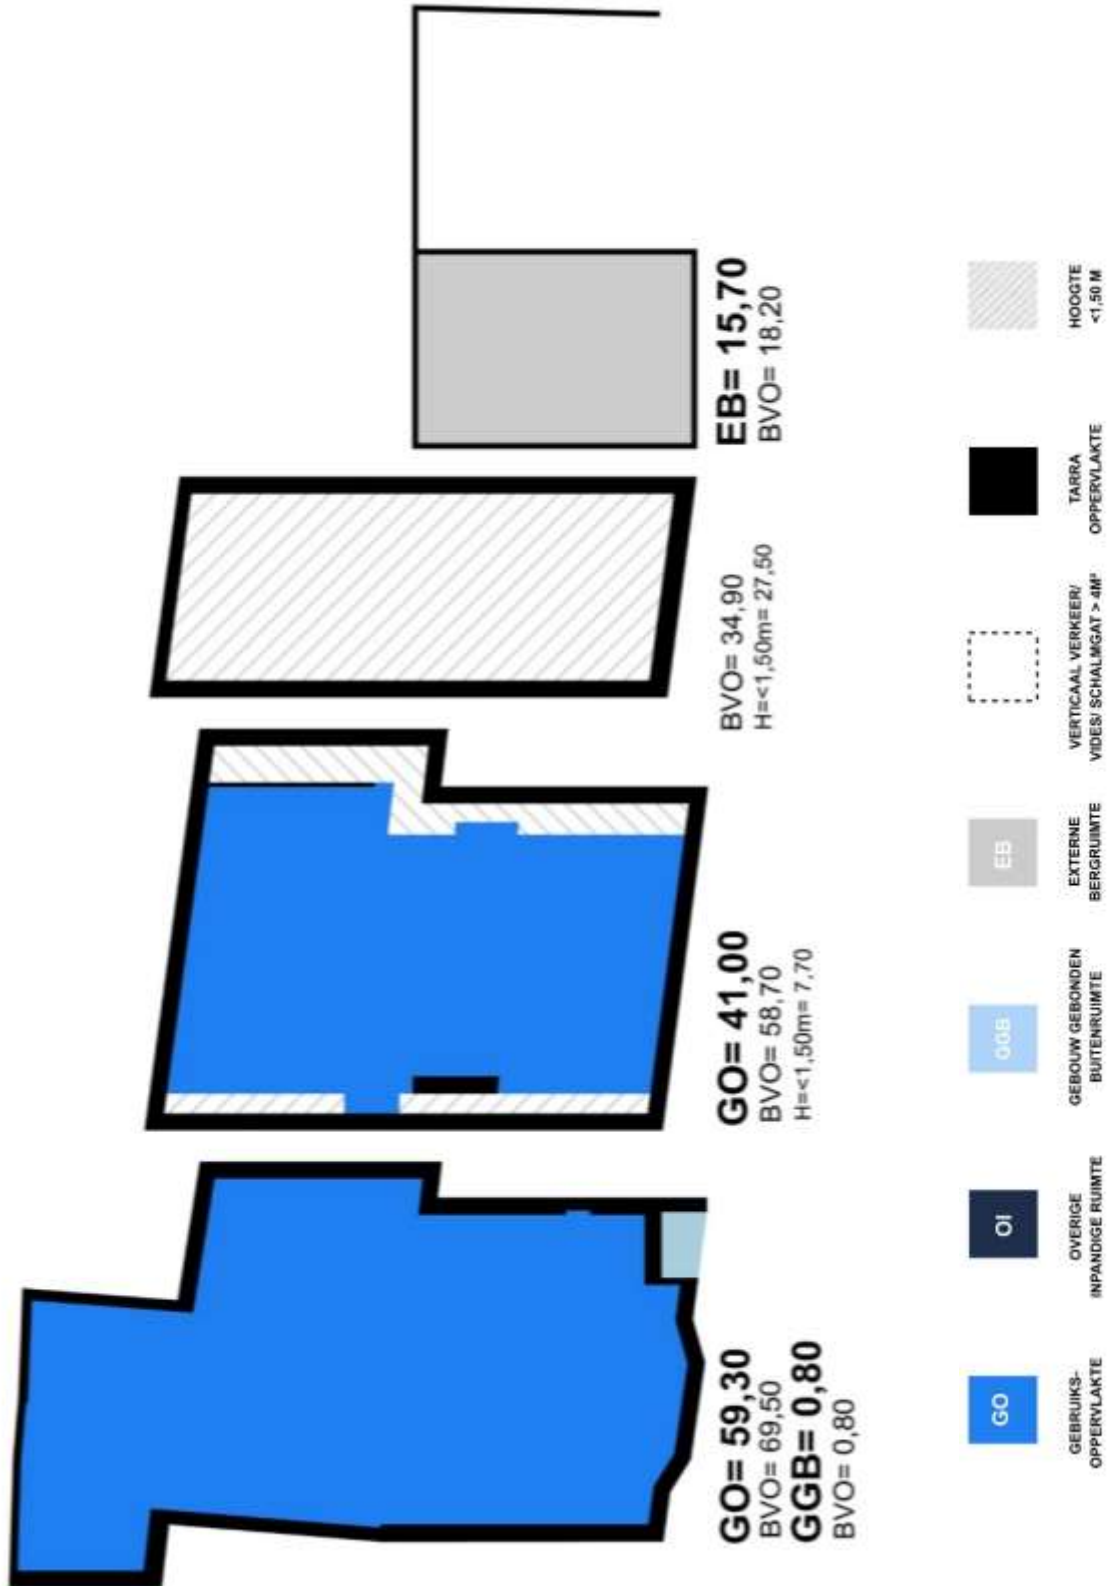 GO= 59,30
BVO= 69,50
GGB= 0,80
BVO= 0,80
GO= 41,00
BVO= 58,70
H=<1,50m= 7,70
BVO= 34,90
H=<1,50m= 27,50
EB= 15,70
BVO= 18,20
GO
GEBRUIKS-
OPPERVLAKTE
OI
OVERIGE
INPANDIGE RUIMTE
GGB
GEBOUW GEBONDEN
BUITENRUIMTE
EB
EXTERNE
BERGRUIMTE
VERTICAAL VERKEER/
VIDES/ SCHALMGAT > 4M²
TARRA
OPPERVLAKTE
HOOGTE
<1,50 M